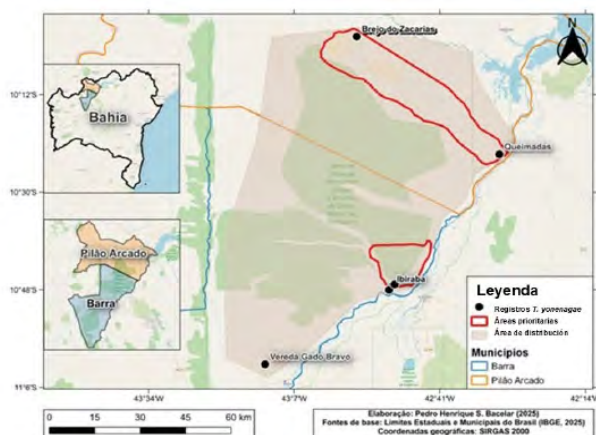 N
Brejo do Zacarias
10°12'S
Bahia
Queimadas
10°30'S
Pilão Arcado
Barra
Ibiraba
10°48'S
Vereda Gado Bravo
11°6'S
43°34'W
43°7'W
42°41'W
42°14'W
Leyenda
Registros T. yonenagae
Áreas prioritarias
Área de distribución
Municípios
Barra
Pilão Arcado
0 15 30 45 60 km
Elaboração: Pedro Henrique S. Bacelar (2025)
Fontes de base: Limites Estaduais e Municipais do Brasil (IBGE, 2025)
Coordenadas geográficas: SIRGAS 2000